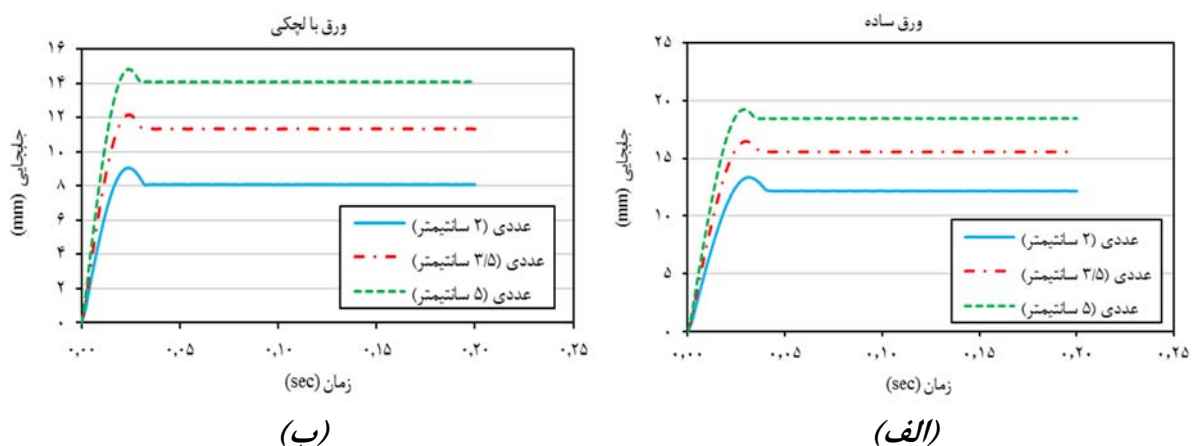 ورق ساده
۲۵
۲۰
۱۵
۱۰
۵
۰
جابجایی (mm)
عددی (۲ سانتیمتر)
عددی (۳/۵ سانتیمتر)
عددی (۵ سانتیمتر)
۰,۰۰ ۰,۰۵ ۰,۱۰ ۰,۱۵ ۰,۲۰ ۰,۲۵
زمان (sec)
(الف)
ورق با لچکی
۱۶
۱۴
۱۲
۱۰
۸
۶
۴
۲
۰
جابجایی (mm)
عددی (۲ سانتیمتر)
عددی (۳/۵ سانتیمتر)
عددی (۵ سانتیمتر)
۰,۰۰ ۰,۰۵ ۰,۱۰ ۰,۱۵ ۰,۲۰ ۰,۲۵
زمان (sec)
(ب)